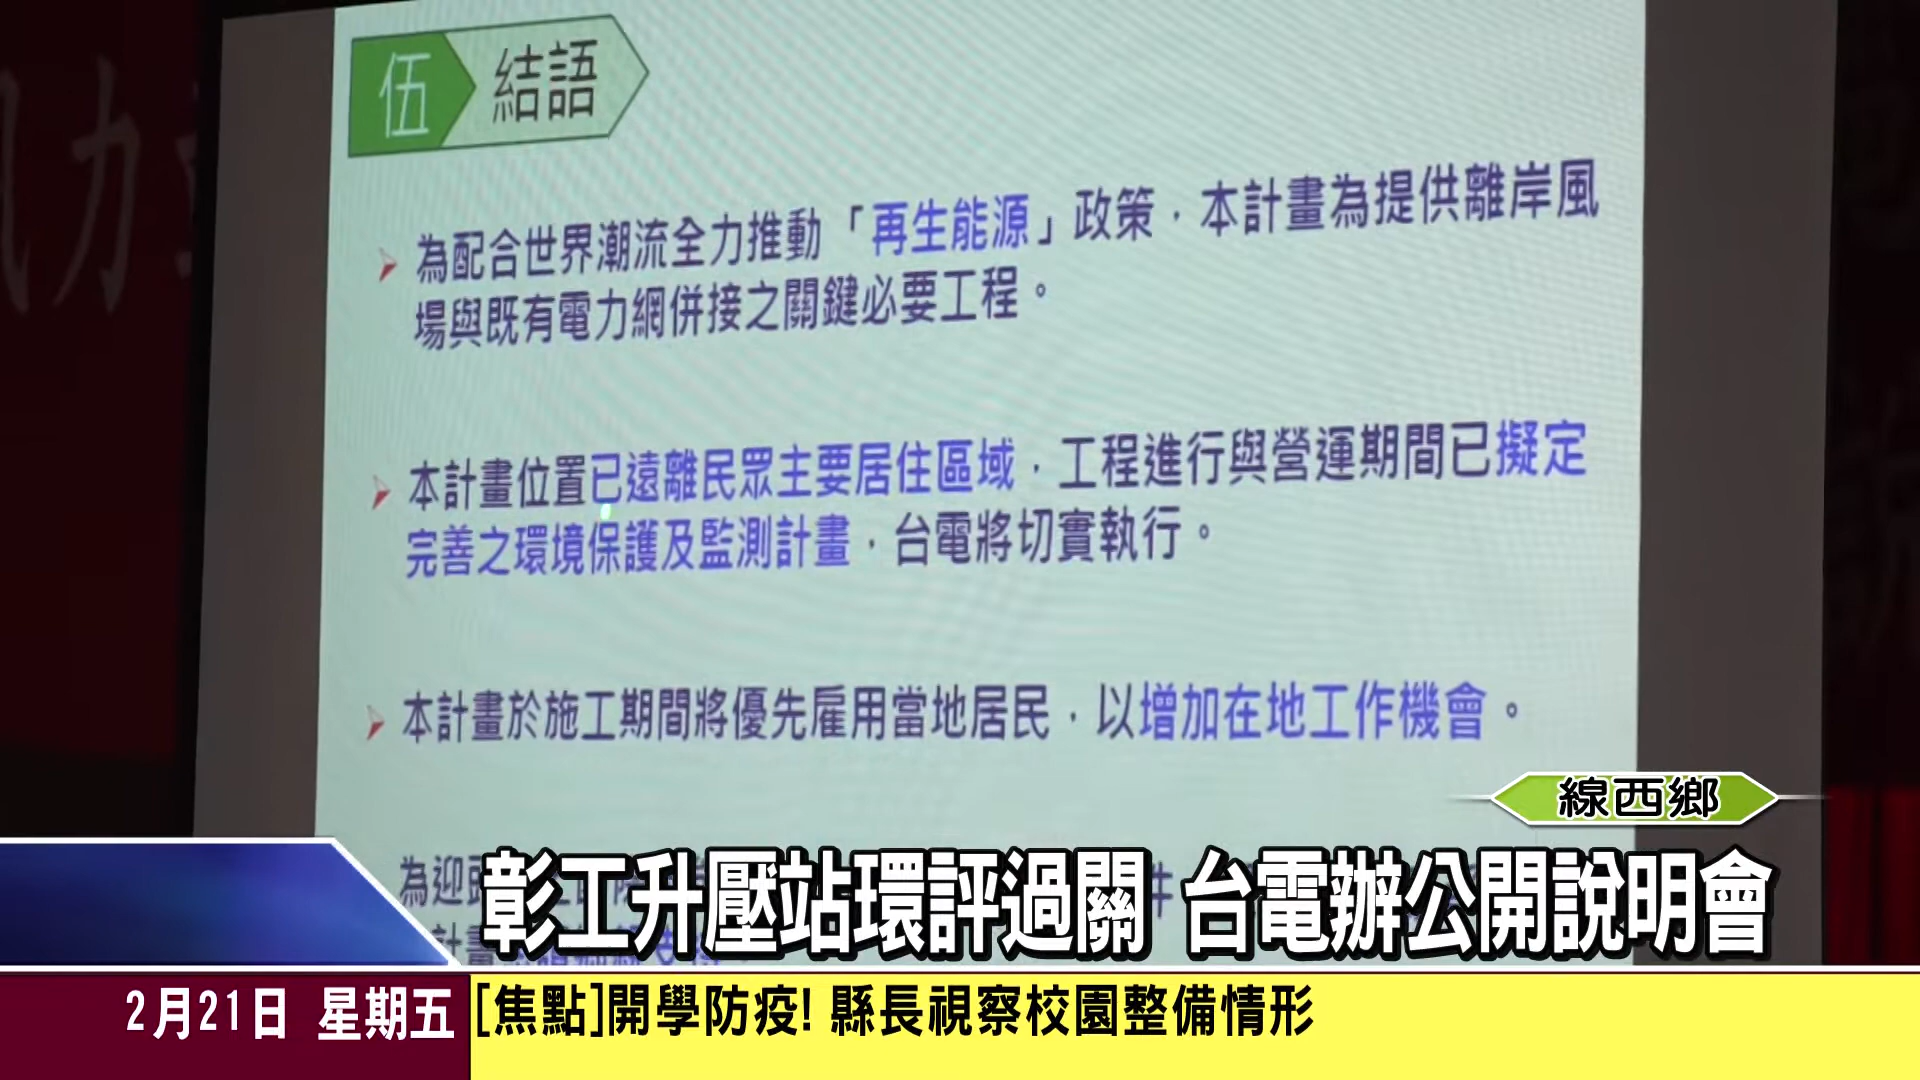 伍 結語
為配合世界潮流全力推動「再生能源」政策，本計畫為提供離岸風
場與既有電力網併接之關鍵必要工程。
本計畫位置已遠離民眾主要居住區域，工程進行與營運期間已擬定
完善之環境保護及監測計畫，台電將切實執行。
本計畫於施工期間將優先雇用當地居民，以增加在地工作機會。
線西鄉
為迎
計畫
彰工升壓站環評過關 台電辦公開說明會
2月21日 星期五
[焦點]開學防疫! 縣長視察校園整備情形